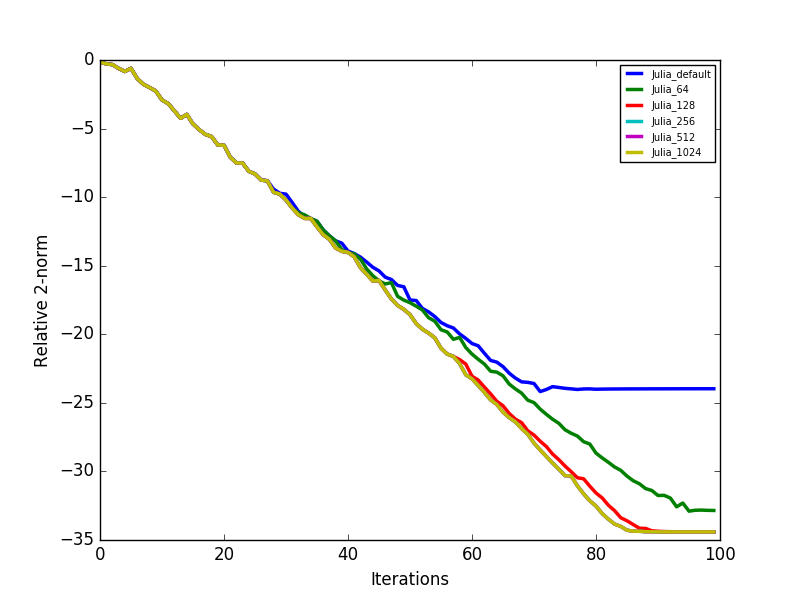 0
−5
−10
−15
−20
−25
−30
−35
Relative 2-norm
Julia_default
Julia_64
Julia_128
Julia_256
Julia_512
Julia_1024
0 20 40 60 80 100
Iterations